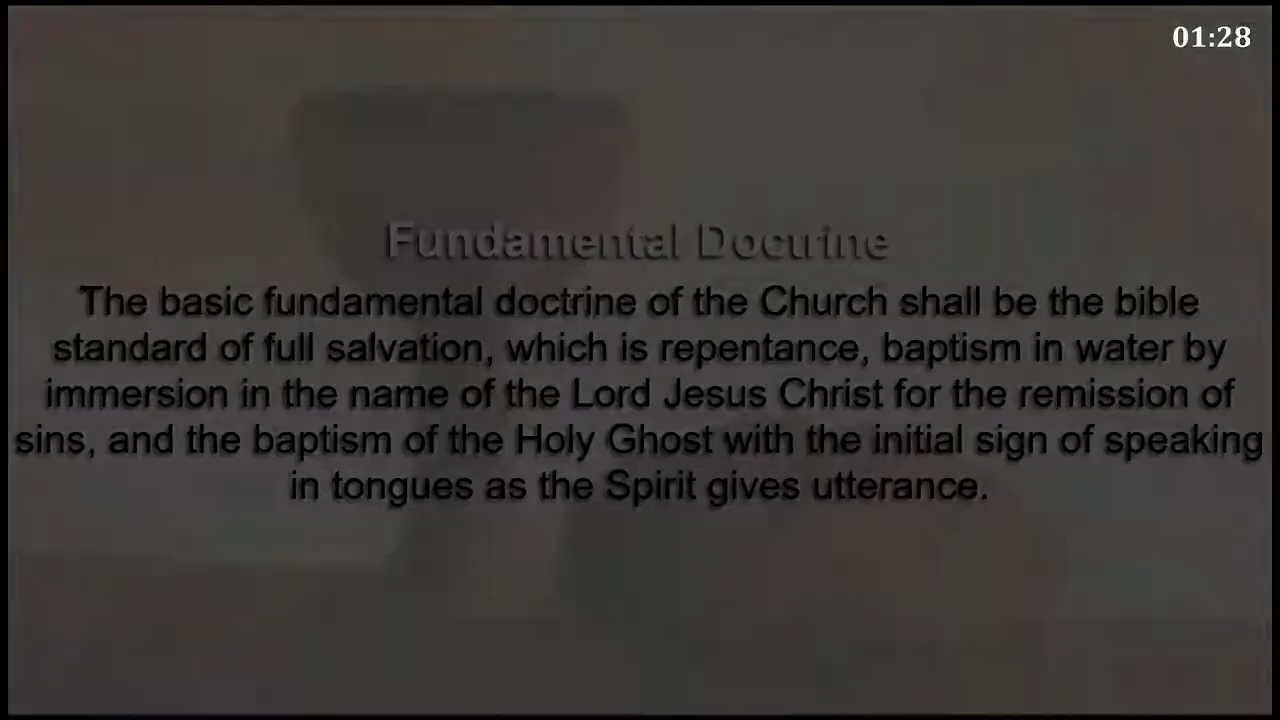 01:28
Fundamental Doctrine
The basic fundamental doctrine of the Church shall be the bible
standard of full salvation, which is repentance, baptism in water by
immersion in the name of the Lord Jesus Christ for the remission of
sins, and the baptism of the Holy Ghost with the initial sign of speaking
in tongues as the Spirit gives utterance.